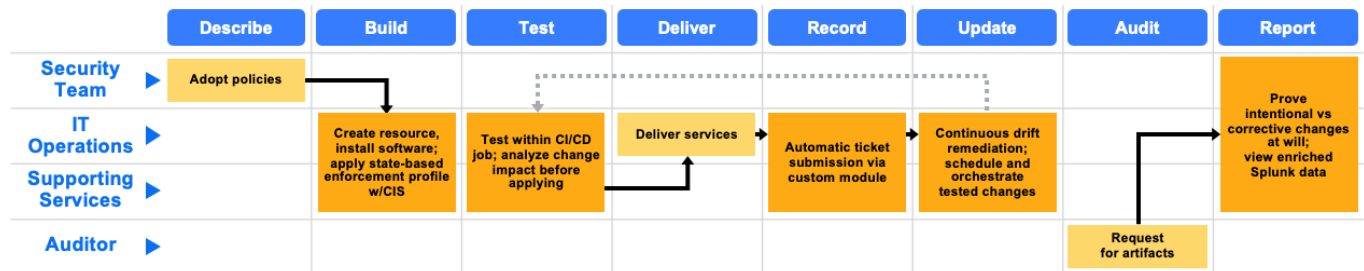 Describe
Build
Test
Deliver
Record
Update
Audit
Report
Security
Team
Adopt policies
IT
Operations
Supporting
Services
Create resource,
install software;
apply state-based
enforcement profile
w/CIS
Test within CI/CD
job; analyze change
impact before
applying
Deliver services
Automatic ticket
submission via
custom module
Continuous drift
remediation;
schedule and
orchestrate
tested changes
Prove
intentional vs
corrective changes
at will;
view enriched
Splunk data
Auditor
Request
for artifacts